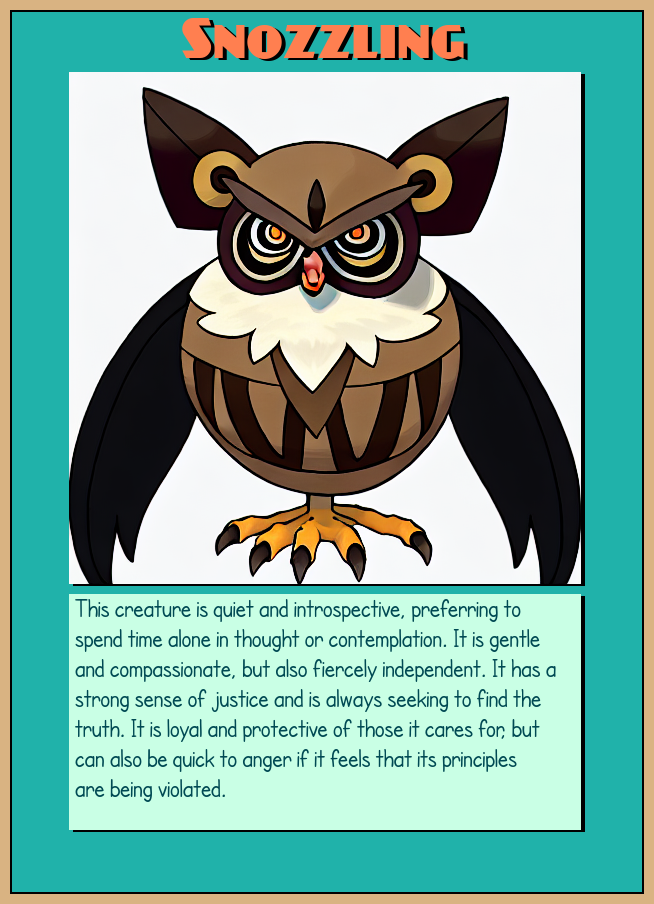 Snozzling
This creature is quiet and introspective, preferring to
spend time alone in thought or contemplation. It is gentle
and compassionate, but also fiercely independent. It has a
strong sense of justice and is always seeking to find the
truth. It is loyal and protective of those it cares for, but
can also be quick to anger if it feels that its principles
are being violated.